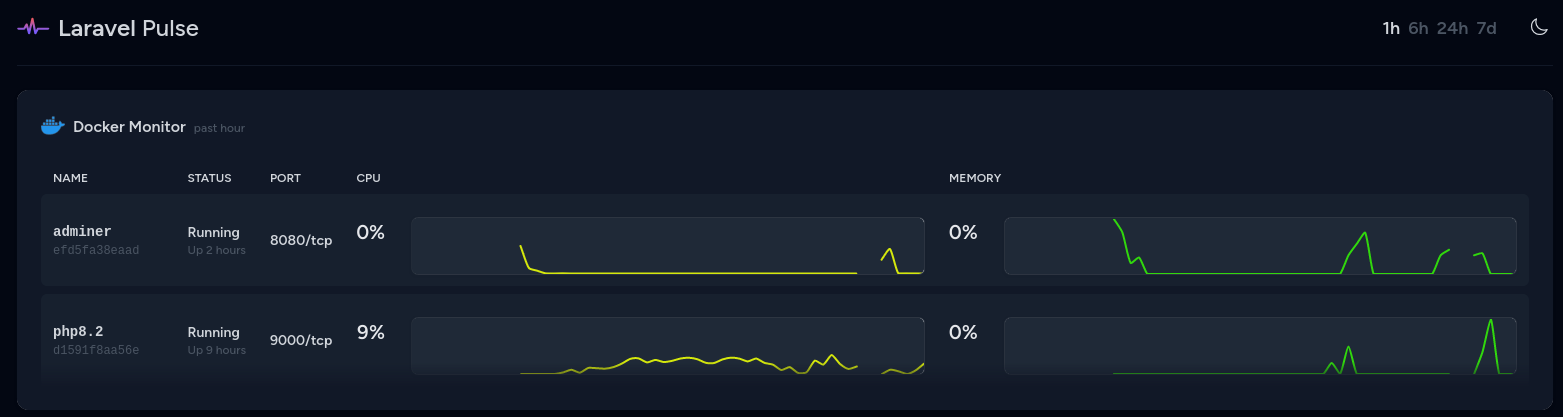 Laravel Pulse
1h 6h 24h 7d
Docker Monitor past hour
NAME STATUS PORT CPU MEMORY
adminer
efd5fa38eaad
Running
Up 2 hours
8080/tcp
0%
0%
php8.2
d1591f8aa56e
Running
Up 9 hours
9000/tcp
9%
0%